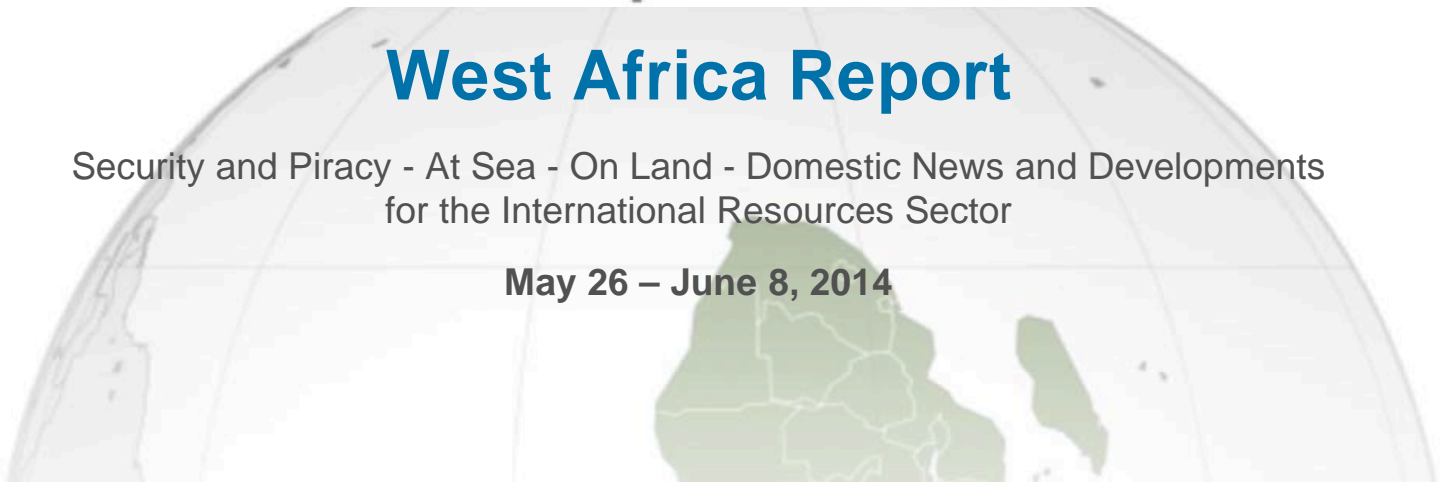 West Africa Report
Security and Piracy - At Sea - On Land - Domestic News and Developments
for the International Resources Sector
May 26 – June 8, 2014